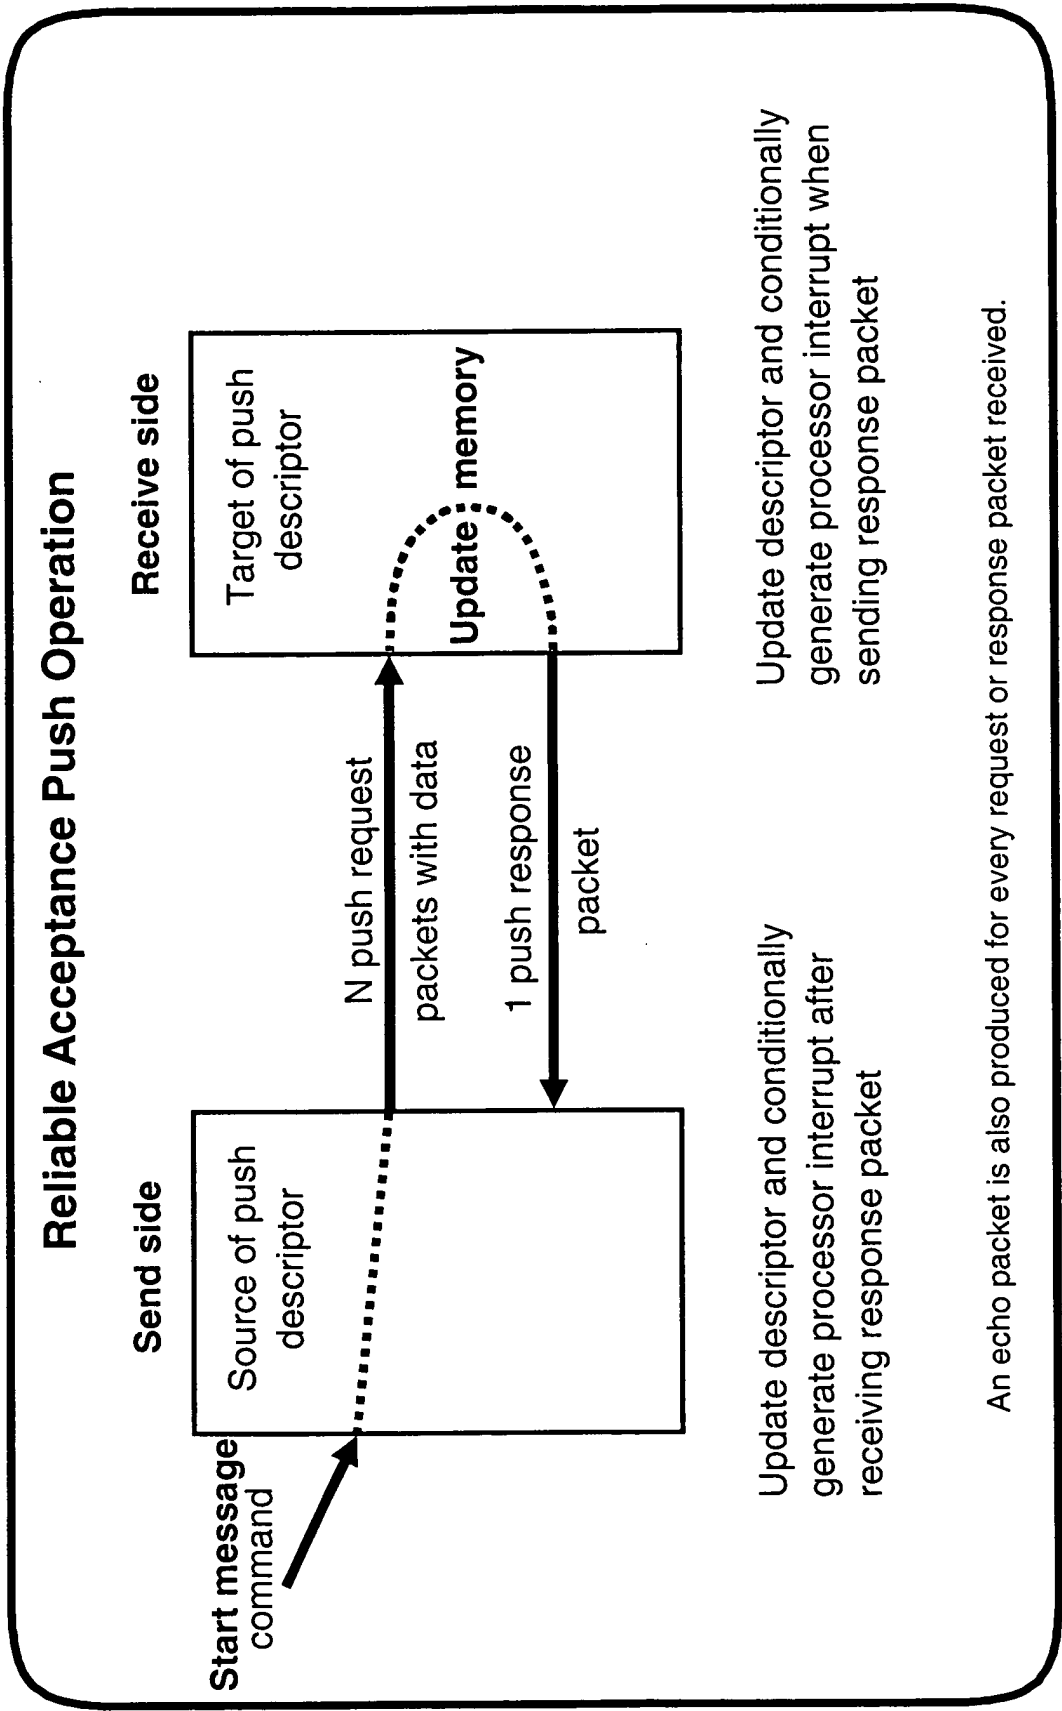 Reliable Acceptance Push Operation
Send side
Receive side
Start message
command
Source of push
descriptor
N push request
packets with data
1 push response
packet
Target of push
descriptor
Update memory
Update descriptor and conditionally
generate processor interrupt after
receiving response packet
Update descriptor and conditionally
generate processor interrupt when
sending response packet
An echo packet is also produced for every request or response packet received.